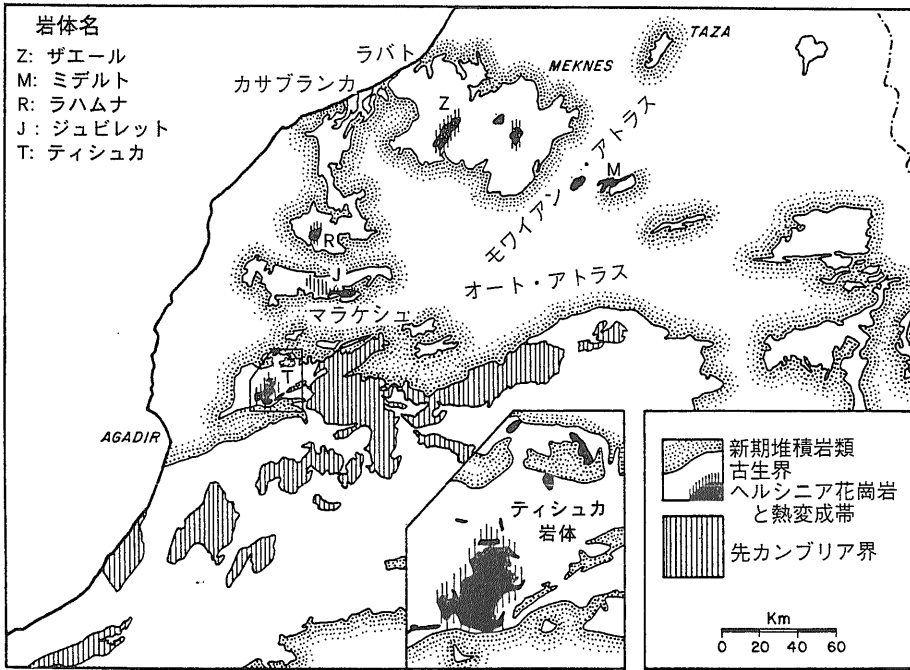 岩体名
Z: ザエール
M: ミデルト
R: ラハムナ
J: ジュビレット
T: ティシュカ
ラバト
カサブランカ
MEKNES
TAZA
Z
モワイアン・アトラス
M
R
J
オート・アトラス
マラケシュ
T
AGADIR
ティシュカ
岩体
新期堆積岩類
古生界
ヘルシニア花崗岩
と熱変成帯
先カンブリア界
Km
0 20 40 60